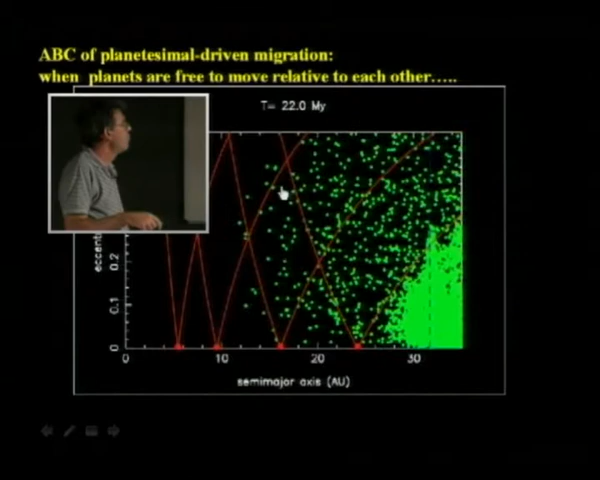 ABC of planetesimal-driven migration:
when planets are free to move relative to each other…..
T= 22.0 My
eccent
0.2
0.1
0
0
10
20
30
semimajor axis (AU)